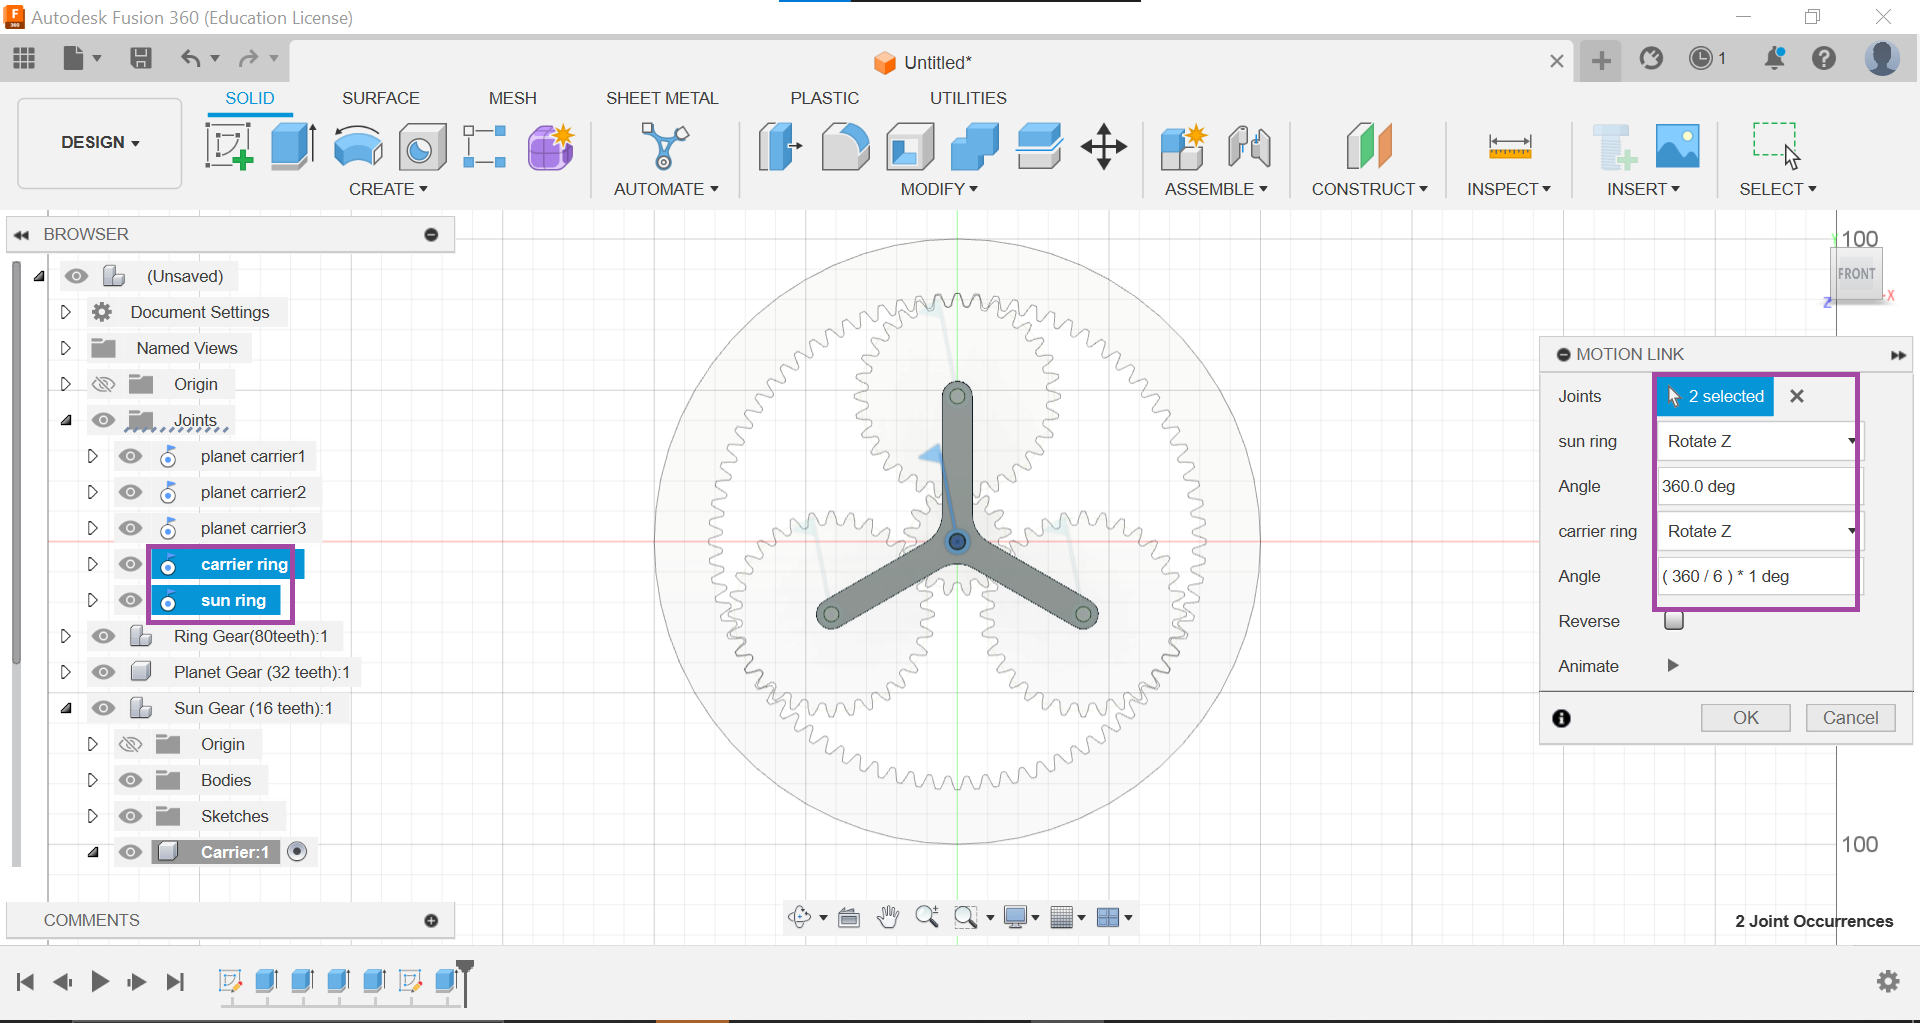 Autodesk Fusion 360 (Education License)
Untitled*
1
DESIGN
SOLID
SURFACE
MESH
SHEET METAL
PLASTIC
UTILITIES
CREATE
AUTOMATE
MODIFY
ASSEMBLE
CONSTRUCT
INSPECT
INSERT
SELECT
BROWSER
(Unsaved)
Document Settings
Named Views
Origin
Joints
planet carrier1
planet carrier2
planet carrier3
carrier ring
sun ring
Ring Gear(80teeth):1
Planet Gear (32 teeth):1
Sun Gear (16 teeth):1
Origin
Bodies
Sketches
Carrier:1
COMMENTS
100
Y
FRONT
X
Z
MOTION LINK
Joints
2 selected
sun ring
Rotate Z
Angle
360.0 deg
carrier ring
Rotate Z
Angle
( 360 / 6 ) * 1 deg
Reverse
Animate
OK
Cancel
100
2 Joint Occurrences